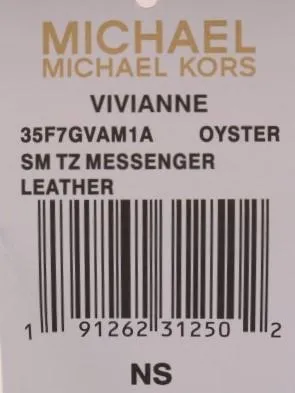 MICHAEL
MICHAEL KORS
VIVIANNE
35F7GVAM1A OYSTER
SM TZ MESSENGER
LEATHER
1 91262 31250 2
NS